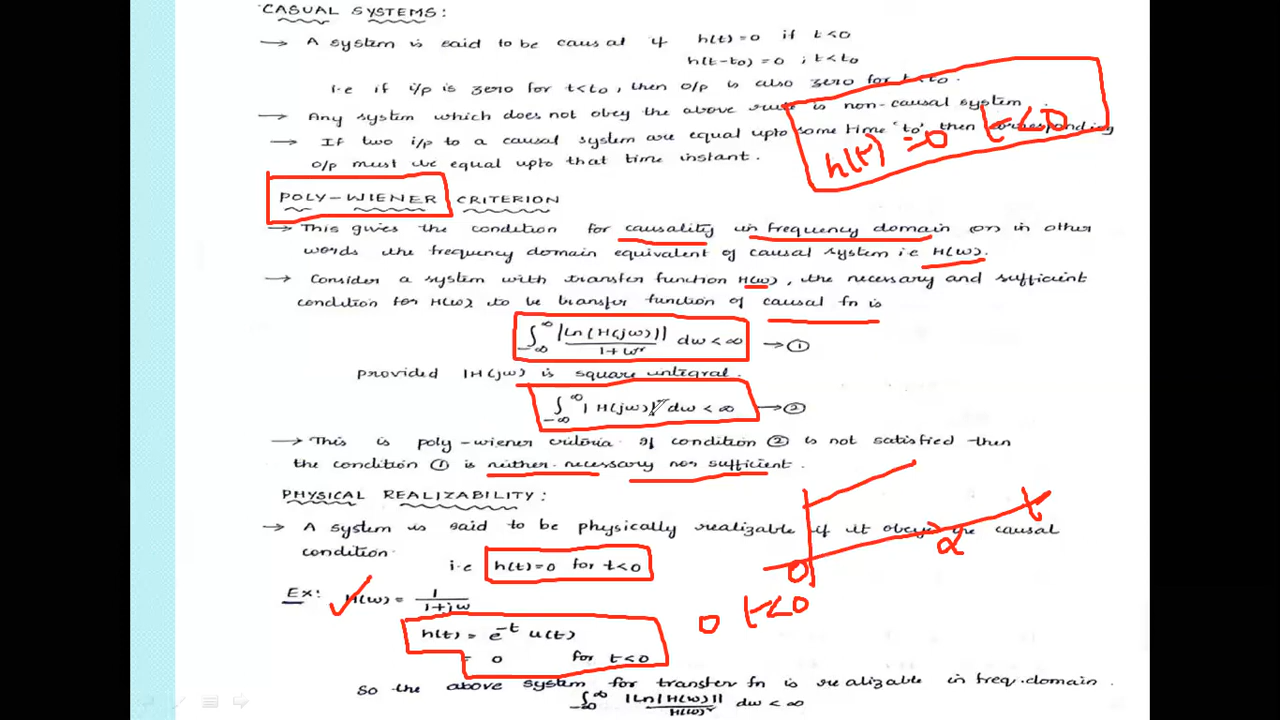 CASUAL SYSTEMS:
→ A system is said to be causal if h(t)=0 if t<0
h(t-t₀)=0 ; t<t₀
i.e if i/p is zero for t<t₀, then o/p is also zero for t<t₀.
→ Any system which does not obey the above rule is non-causal system.
→ If two i/p to a causal system are equal upto some time 't₀' then corresponding
o/p must be equal upto that time instant.
h(t) = 0 t<0
POLY-WIENER CRITERION
→ This gives the condition for causality in frequency domain (or) in other
words the frequency domain equivalent of causal system i.e H(ω).
→ Consider a system with transfer function H(ω), the necessary and sufficient
condition for H(ω) to be transfer function of causal fn is
∫_{-∞}^{∞} |ln(H(jω))| / 1+ω² dω < ∞ → ①
provided |H(jω) is square integral.
∫_{-∞}^{∞} |H(jω)|² dω < ∞ → ②
→ This is poly-wiener criteria. If condition ② is not satisfied then
the condition ① is neither necessary nor sufficient.
PHYSICAL REALIZABILITY:
→ A system is said to be physically realizable if it obeys the causal
condition
i.e h(t)=0 for t<0
t
α
0
0 t<0
Ex: H(ω) = 1 / 1+jω
h(t) = e^{-t} u(t)
= 0 for t<0
So the above system for transfer fn is realizable in freq.domain.
∫_{-∞}^{∞} |ln|H(ω)|| / H(ω)² dω < ∞